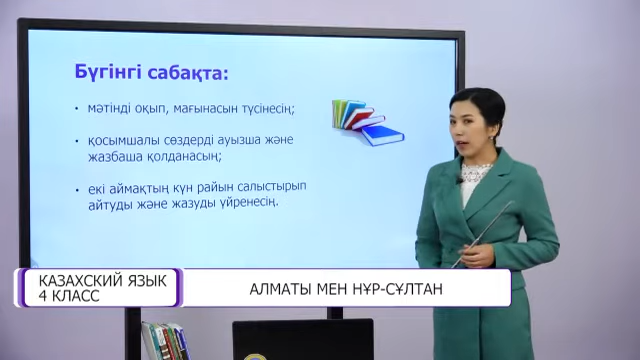 Бүгінгі сабақта:
• мәтінді оқып, мағынасын түсінесің;
• қосымшалы сөздерді ауызша және
жазбаша қолданасың;
• екі аймақтың күн райын салыстырып
айтуды және жазуды үйренесің.
КАЗАХСКИЙ ЯЗЫК
4 КЛАСС
АЛМАТЫ МЕН НҰР-СҰЛТАН